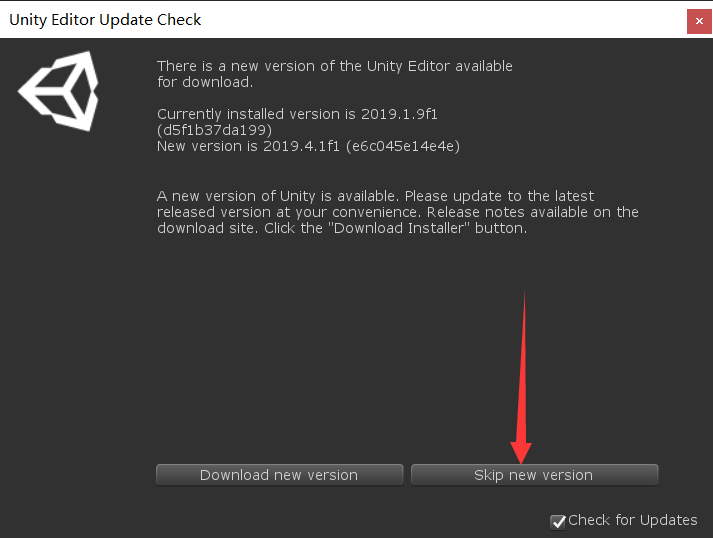 Unity Editor Update Check
There is a new version of the Unity Editor available
for download.
Currently installed version is 2019.1.9f1
(d5f1b37da199)
New version is 2019.4.1f1 (e6c045e14e4e)
A new version of Unity is available. Please update to the latest
released version at your convenience. Release notes available on the
download site. Click the "Download Installer" button.
Download new version
Skip new version
Check for Updates